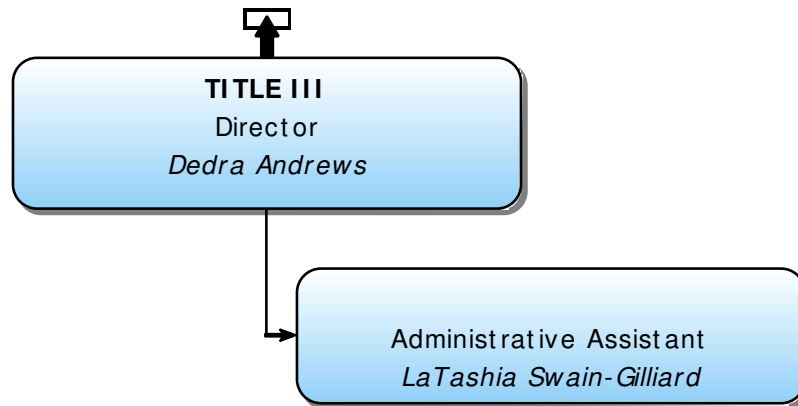 TITLE III
Director
Dedra Andrews
Administrative Assistant
LaTashia Swain-Gilliard